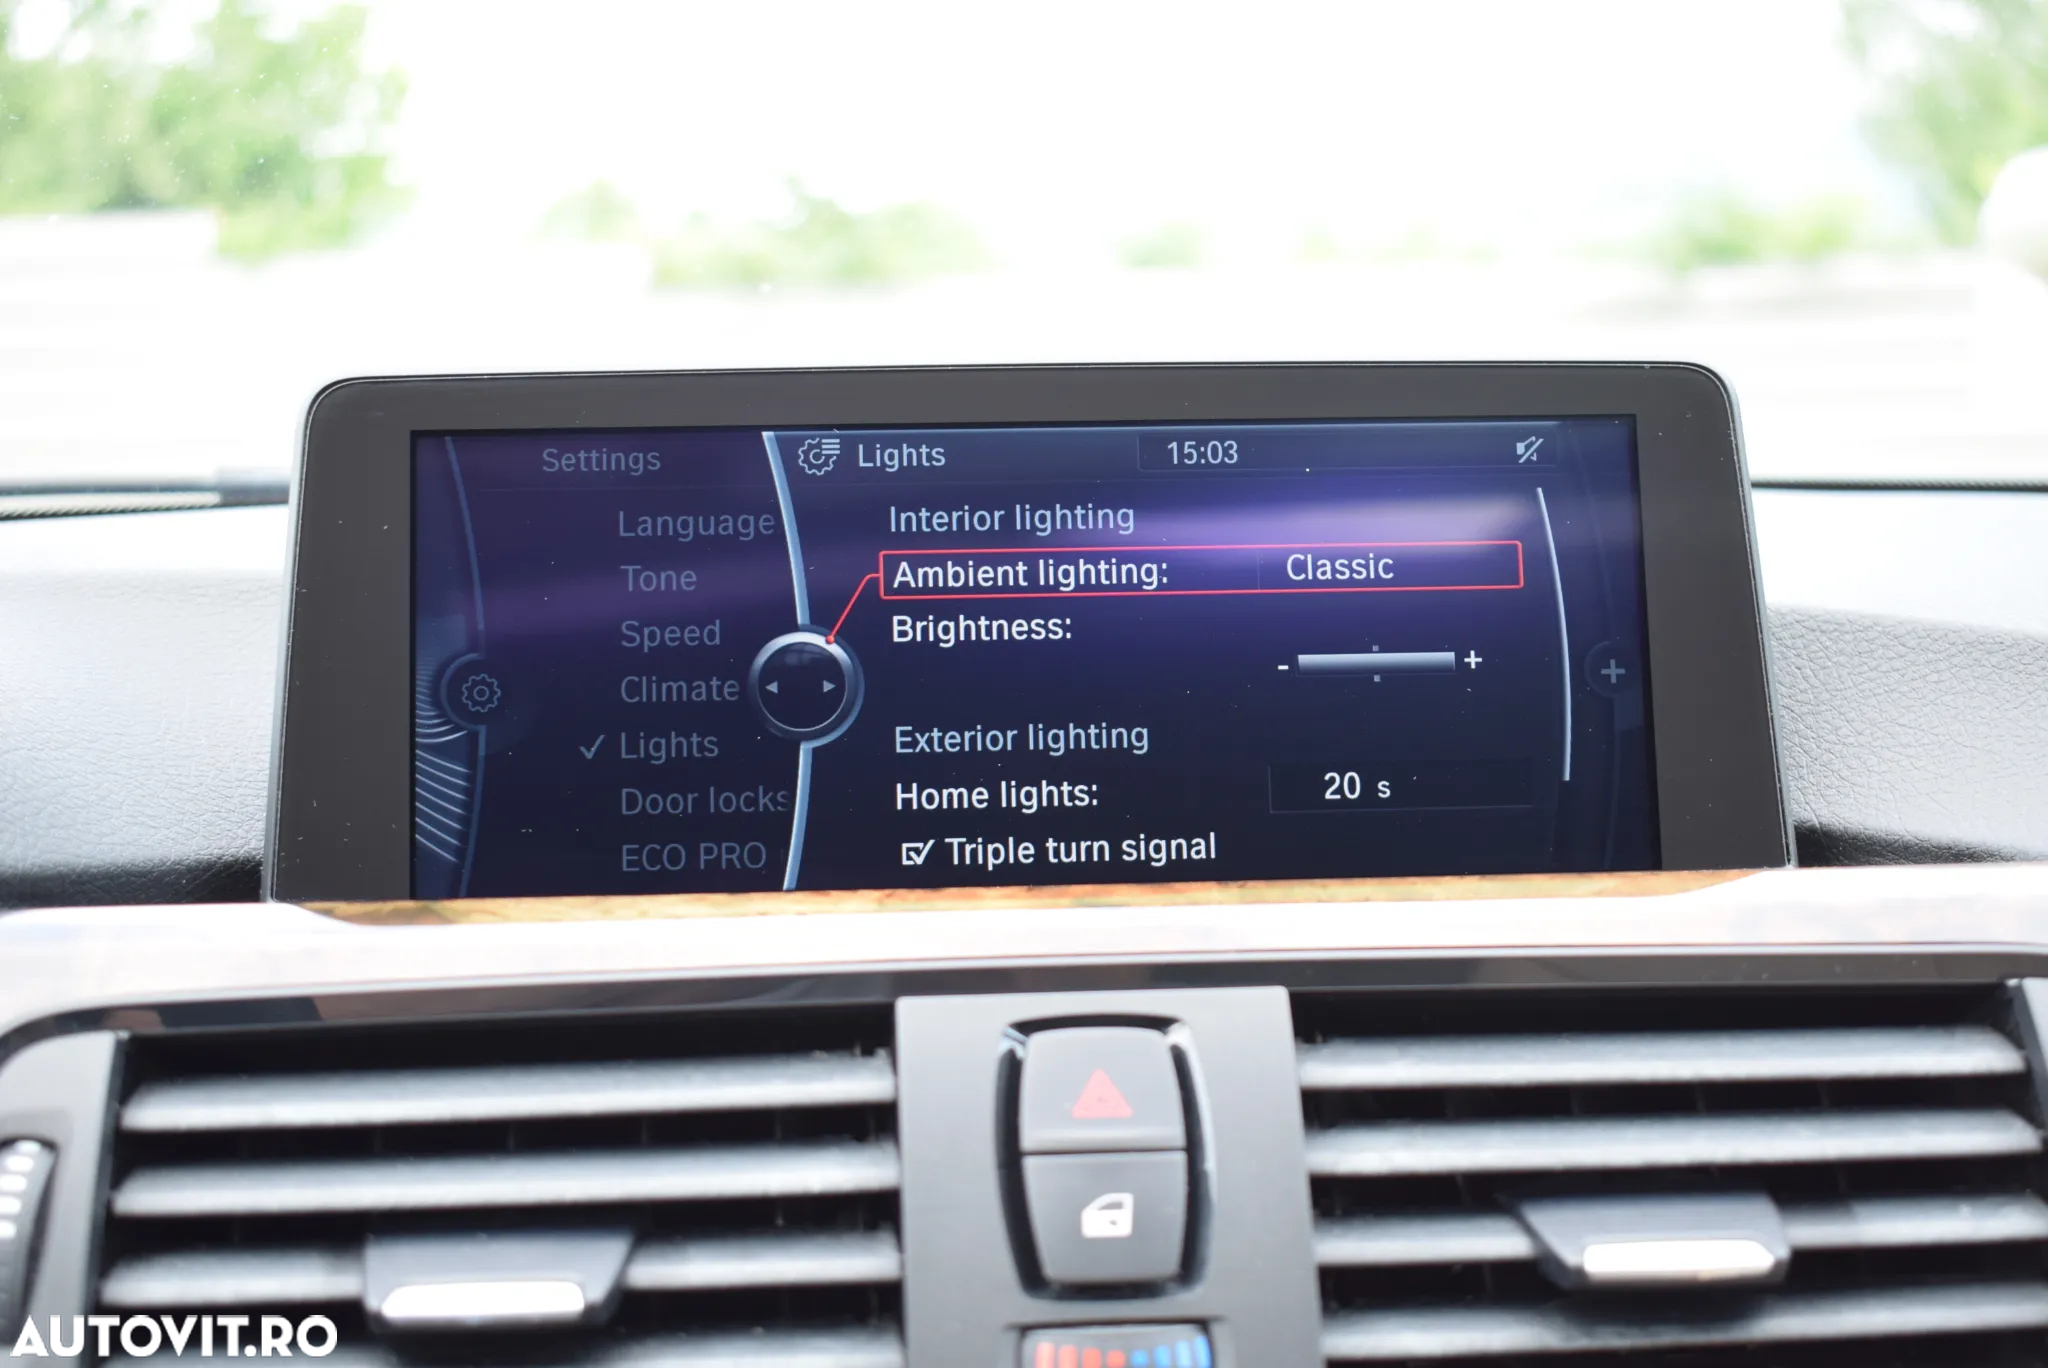 Settings
Language
Tone
Speed
Climate
Lights
Door locks
ECO PRO
Lights
15:03
Interior lighting
Ambient lighting: Classic
Brightness:
- +
Exterior lighting
Home lights: 20 s
Triple turn signal
+
AUTOVIT.RO